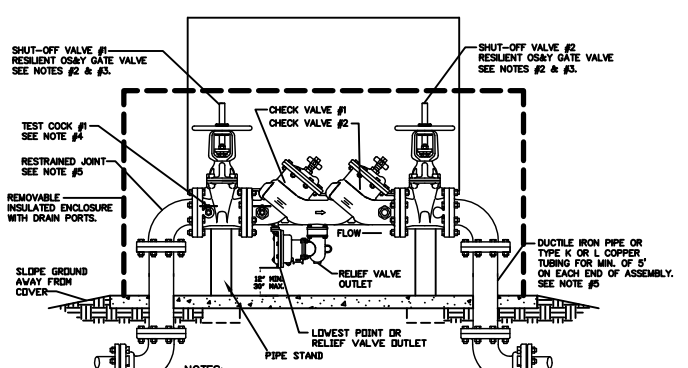 SHUT-OFF VALVE #1
RESILIENT OS&Y GATE VALVE
SEE NOTES #2 & #3.
SHUT-OFF VALVE #2
RESILIENT OS&Y GATE VALVE
SEE NOTES #2 & #3.
CHECK VALVE #1
CHECK VALVE #2
TEST COCK #1
SEE NOTE #4
RESTRAINED JOINT
SEE NOTE #5
REMOVABLE
INSULATED ENCLOSURE
WITH DRAIN PORTS.
FLOW
DUCTILE IRON PIPE OR
TYPE K OR L COPPER
TUBING FOR MIN. OF 5'
ON EACH END OF ASSEMBLY.
SEE NOTE #5
SLOPE GROUND
AWAY FROM
COVER
12" MIN.
30" MAX.
RELIEF VALVE
OUTLET
LOWEST POINT OR
RELIEF VALVE OUTLET
PIPE STAND
NOTES: